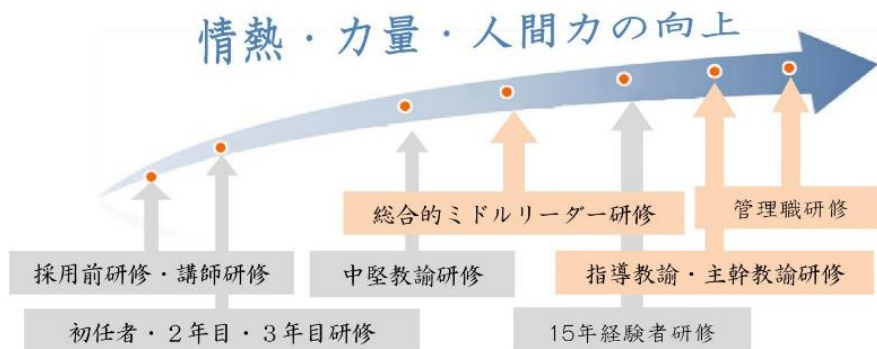 情熱・力量・人間力の向上
総合的ミドルリーダー研修
管理職研修
採用前研修・講師研修
中堅教諭研修
指導教諭・主幹教諭研修
初任者・２年目・３年目研修
15年経験者研修